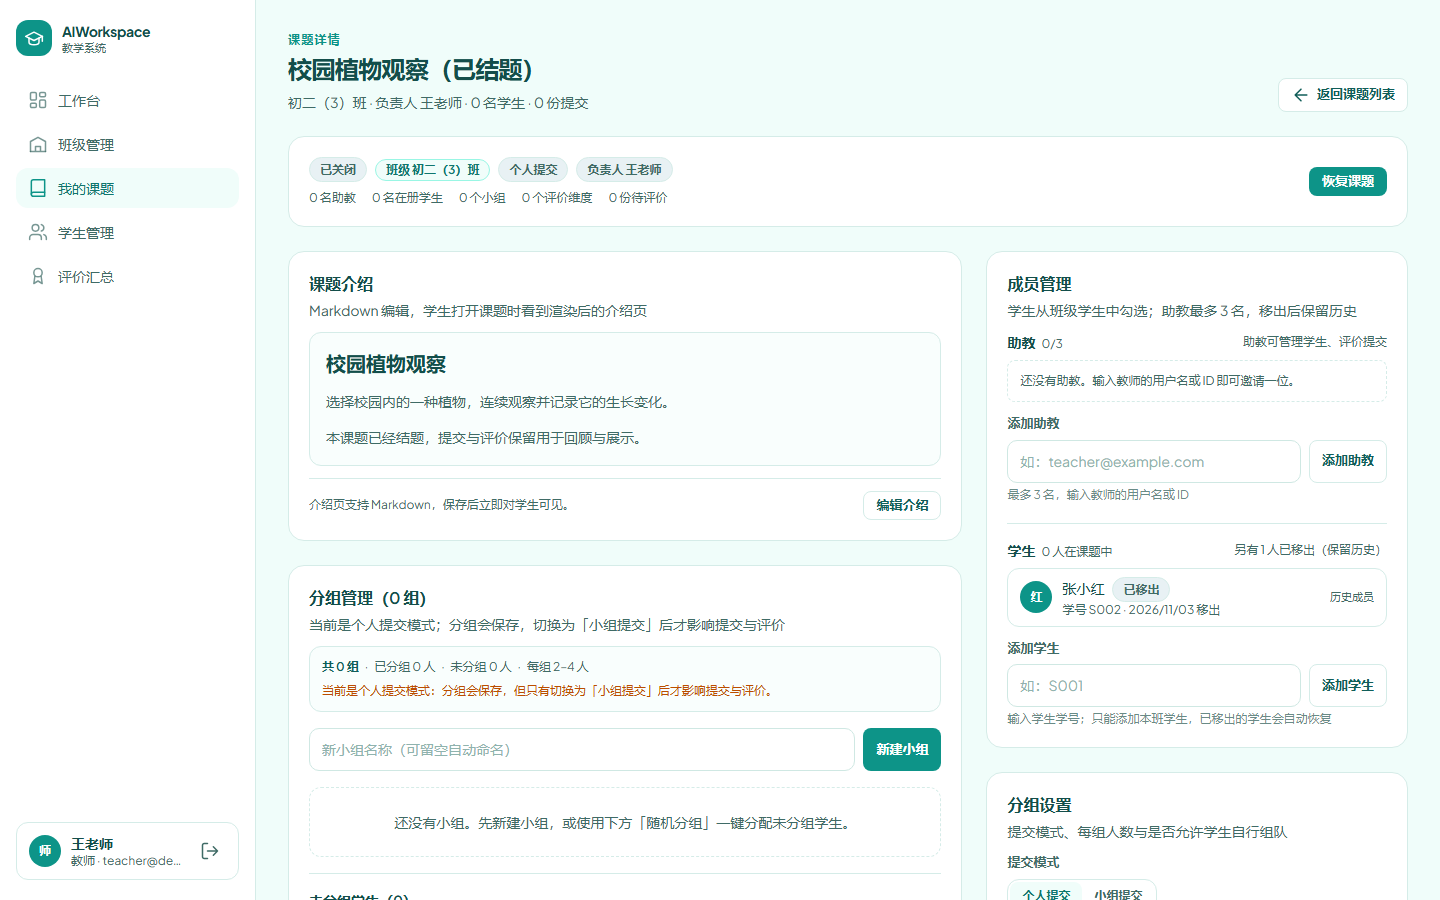 AIWorkspace
教学系统
工作台
班级管理
我的课题
学生管理
评价汇总
师
王老师
教师 · teacher@de...
课题详情
校园植物观察（已结题）
初二（3）班 · 负责人 王老师 · 0 名学生 · 0 份提交
返回课题列表
已关闭
班级 初二（3）班
个人提交
负责人 王老师
0 名助教
0 名在册学生
0 个小组
0 个评价维度
0 份待评价
恢复课题
课题介绍
Markdown 编辑，学生打开课题时看到渲染后的介绍页
校园植物观察
选择校园内的一种植物，连续观察并记录它的生长变化。
本课题已经结题，提交与评价保留用于回顾与展示。
介绍页支持 Markdown，保存后立即对学生可见。
编辑介绍
分组管理（0 组）
当前是个人提交模式；分组会保存，切换为「小组提交」后才影响提交与评价
共 0 组 · 已分组 0 人 · 未分组 0 人 · 每组 2–4 人
当前是个人提交模式：分组会保存，但只有切换为「小组提交」后才影响提交与评价。
新小组名称（可留空自动命名）
新建小组
还没有小组。先新建小组，或使用下方「随机分组」一键分配未分组学生。
未分组学生（0）
成员管理
学生从班级学生中勾选；助教最多 3 名，移出后保留历史
助教 0/3
助教可管理学生、评价提交
还没有助教。输入教师的用户名或 ID 即可邀请一位。
添加助教
如：teacher@example.com
添加助教
最多 3 名，输入教师的用户名或 ID
学生 0 人在课题中
另有 1 人已移出（保留历史）
红
张小红
已移出
学号 S002 · 2026/11/03 移出
历史成员
添加学生
如：S001
添加学生
输入学生学号；只能添加本班学生，已移出的学生会自动恢复
分组设置
提交模式、每组人数与是否允许学生自行组队
提交模式
个人提交
小组提交